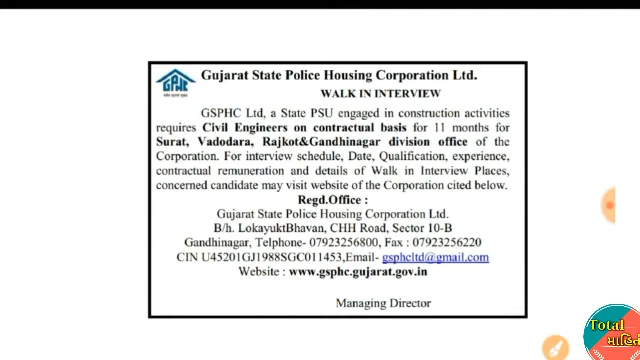 Gujarat State Police Housing Corporation Ltd.
WALK IN INTERVIEW
GSPHC Ltd, a State PSU engaged in construction activities
requires Civil Engineers on contractual basis for 11 months for
Surat, Vadodara, Rajkot&Gandhinagar division office of the
Corporation. For interview schedule, Date, Qualification, experience,
contractual remuneration and details of Walk in Interview Places,
concerned candidate may visit website of the Corporation cited below.
Regd.Office :
Gujarat State Police Housing Corporation Ltd.
B/h. LokayuktBhavan, CHH Road, Sector 10-B
Gandhinagar, Telphone- 07923256800, Fax : 07923256220
CIN U45201GJ1988SGC011453,Email- gsphcltd@gmail.com
Website : www.gsphc.gujarat.gov.in
Managing Director
Total